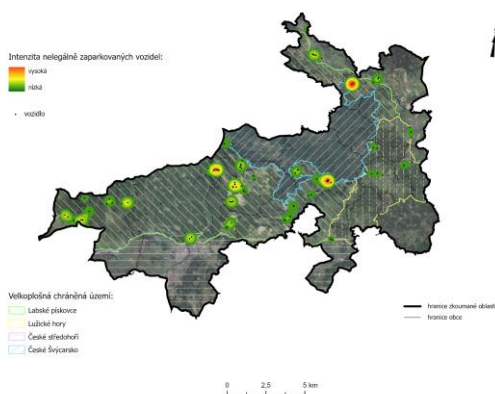 Intenzita nelegálně zaparkovaných vozidel:
vysoká
nízká
vozidlo
Velkoplošná chráněná území:
Labské pískovce
Lužické hory
České středohoří
České Švýcarsko
hranice zkoumané oblasti
hranice obce
0 2,5 5 km